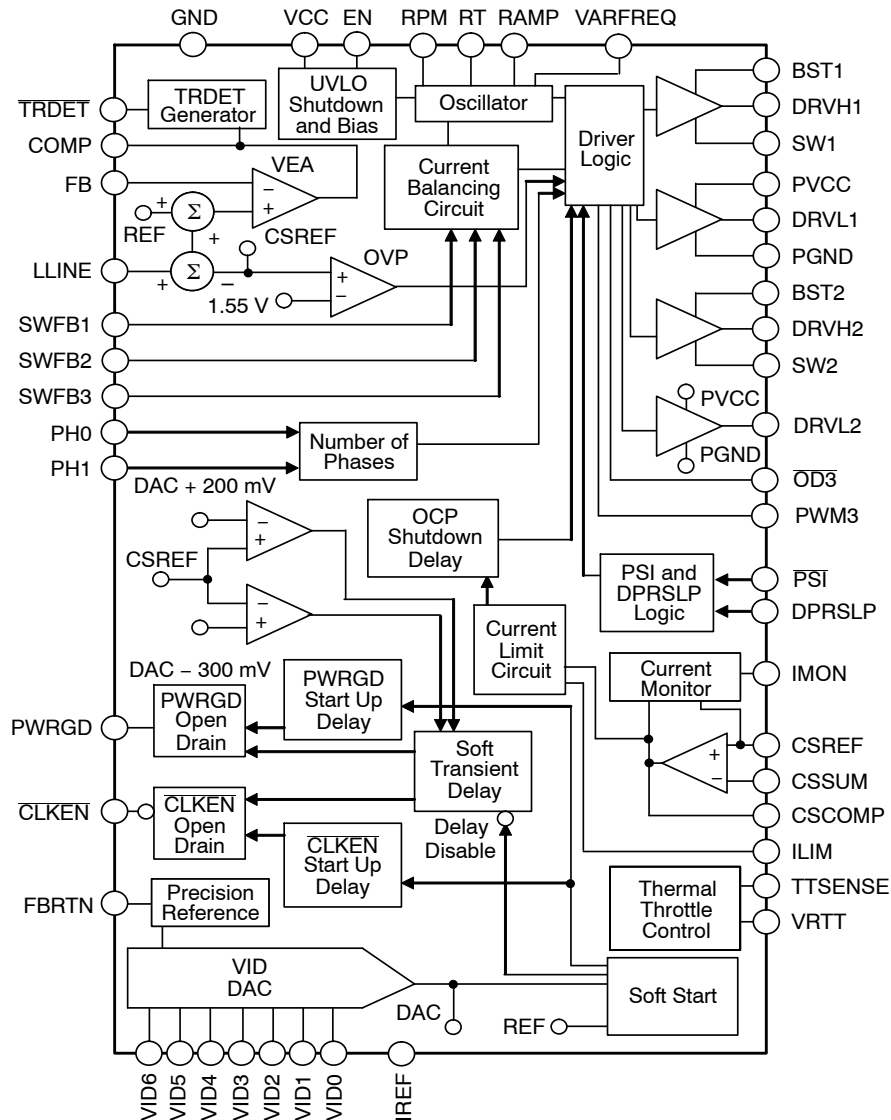 GND
VCC
EN
RPM
RT
RAMP
VARFREQ
TRDET
COMP
FB
LLINE
SWFB1
SWFB2
SWFB3
PH0
PH1
PWRGD
CLKEN
FBRTN
TRDET
Generator
UVLO
Shutdown
and Bias
Oscillator
Current
Balancing
Circuit
Driver
Logic
VEA
−
+
+
Σ
REF
+
CSREF
+
Σ
−
OVP
+
−
1.55 V
Number of
Phases
DAC + 200 mV
−
+
CSREF
−
+
DAC − 300 mV
OCP
Shutdown
Delay
Current
Limit
Circuit
PSI and
DPRSLP
Logic
Current
Monitor
+
−
PVCC
PGND
PWRGD
Open
Drain
PWRGD
Start Up
Delay
Soft
Transient
Delay
CLKEN
Open
Drain
CLKEN
Start Up
Delay
Delay
Disable
Precision
Reference
Thermal
Throttle
Control
VID
DAC
DAC
REF
Soft Start
BST1
DRVH1
SW1
PVCC
DRVL1
PGND
BST2
DRVH2
SW2
DRVL2
OD3
PWM3
PSI
DPRSLP
IMON
CSREF
CSSUM
CSCOMP
ILIM
TTSENSE
VRTT
VID6
VID5
VID4
VID3
VID2
VID1
VID0
IREF